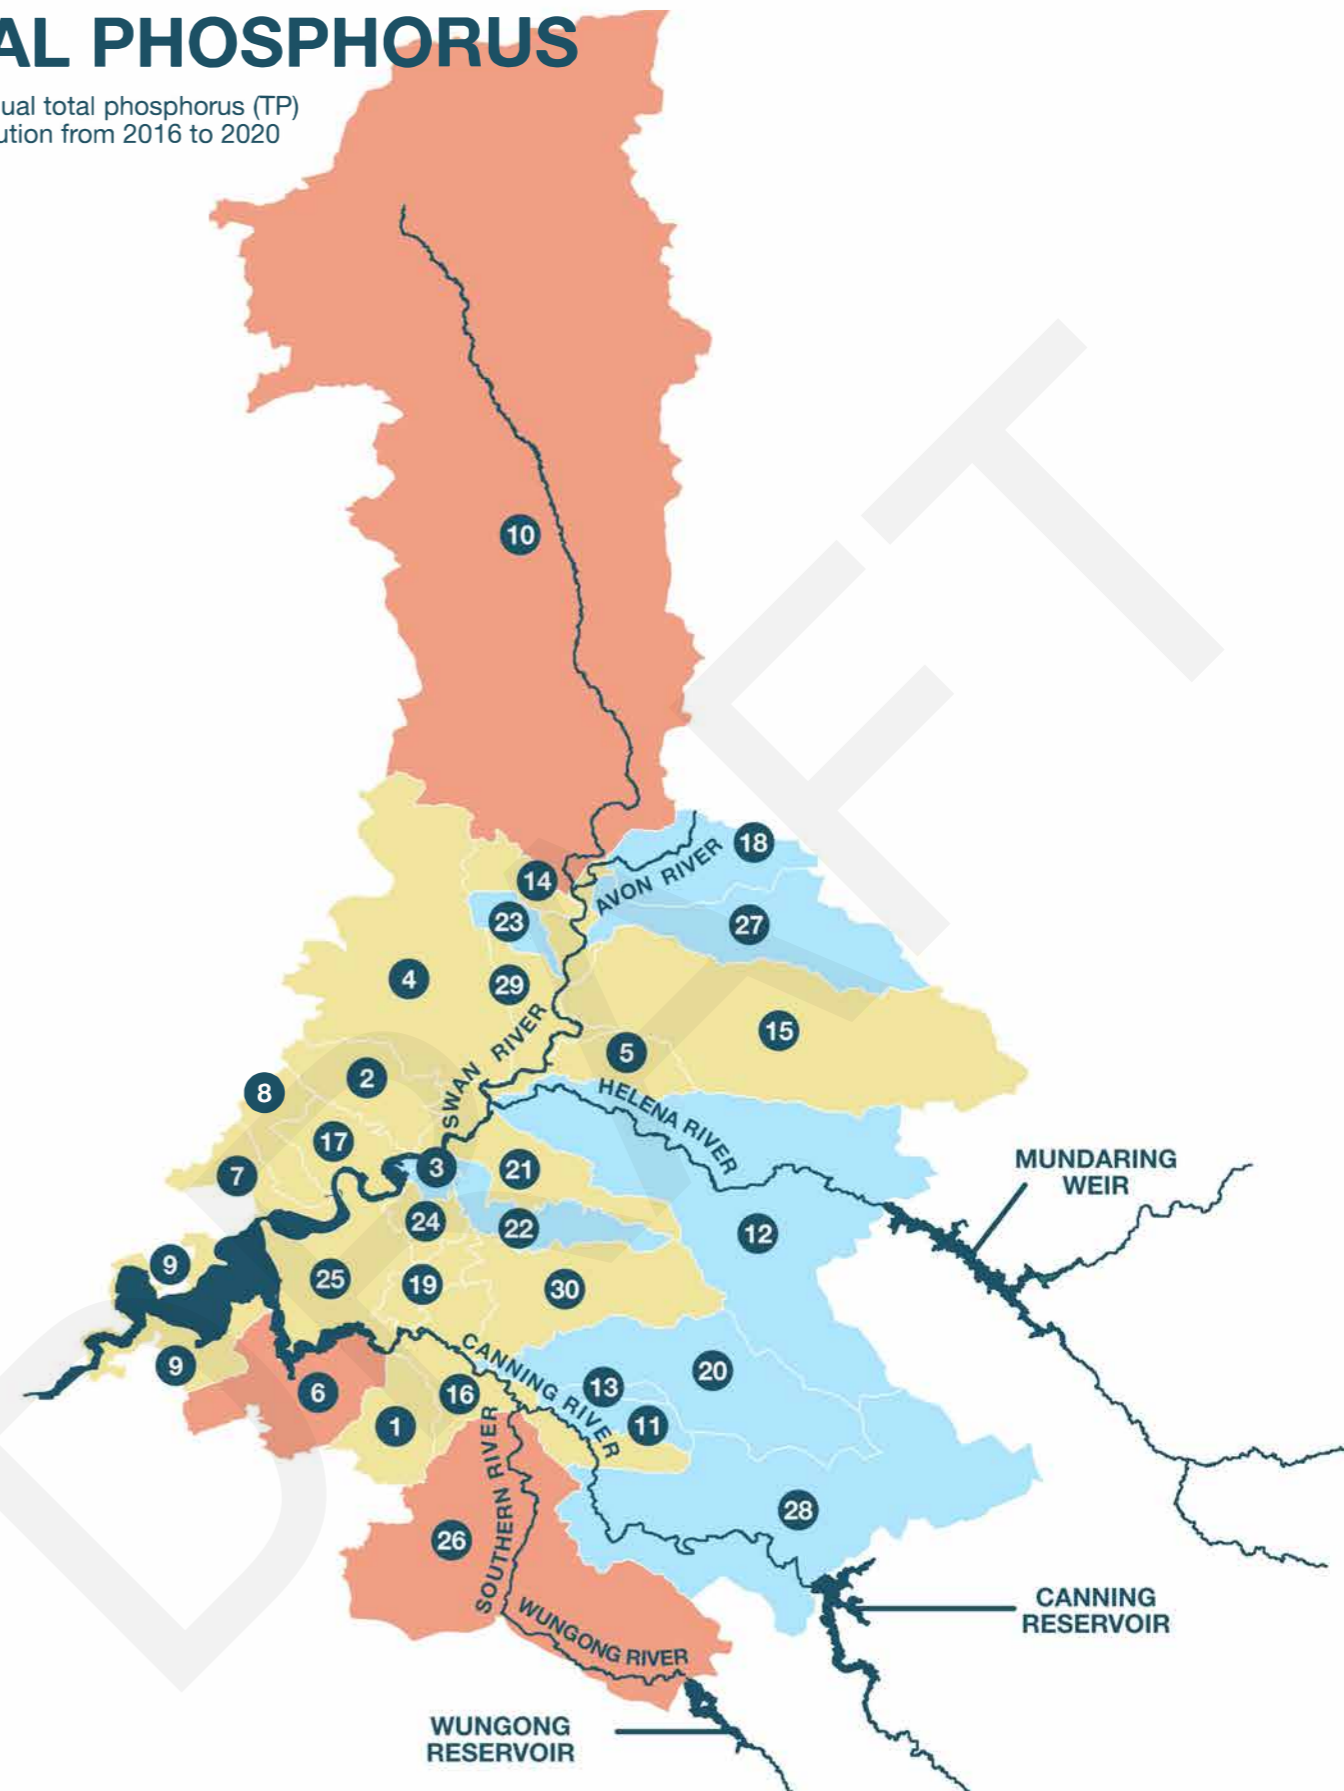 AL PHOSPHORUS
ual total phosphorus (TP)
ution from 2016 to 2020
10
18
AVON RIVER
14
27
23
4
29
15
SWAN RIVER
5
2
8
HELENA RIVER
17
3
21
7
MUNDARING
WEIR
24
22
12
9
25
19
30
CANNING RIVER
9
6
16
13
20
1
11
SOUTHERN RIVER
28
26
CANNING
RESERVOIR
WUNGONG RIVER
WUNGONG
RESERVOIR
DRAFT